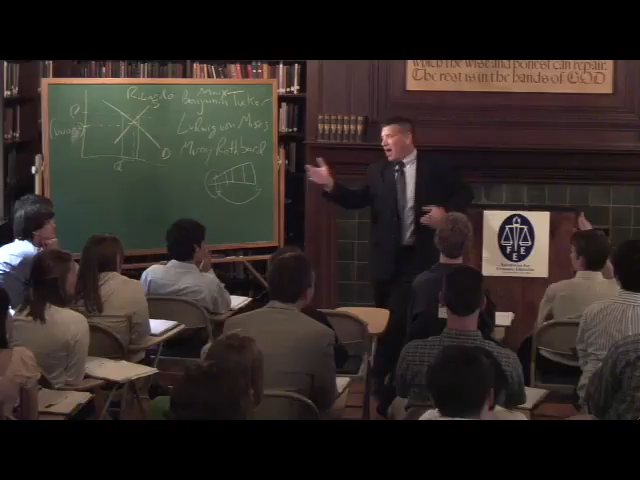 which the wise and honest can repair.
The rest is in the hands of GOD
P
(wages)
Q
S
D
Ricardo
Marx
Benjamin Tucker
Ludwig von Mises
Murray Rothbard
FEE